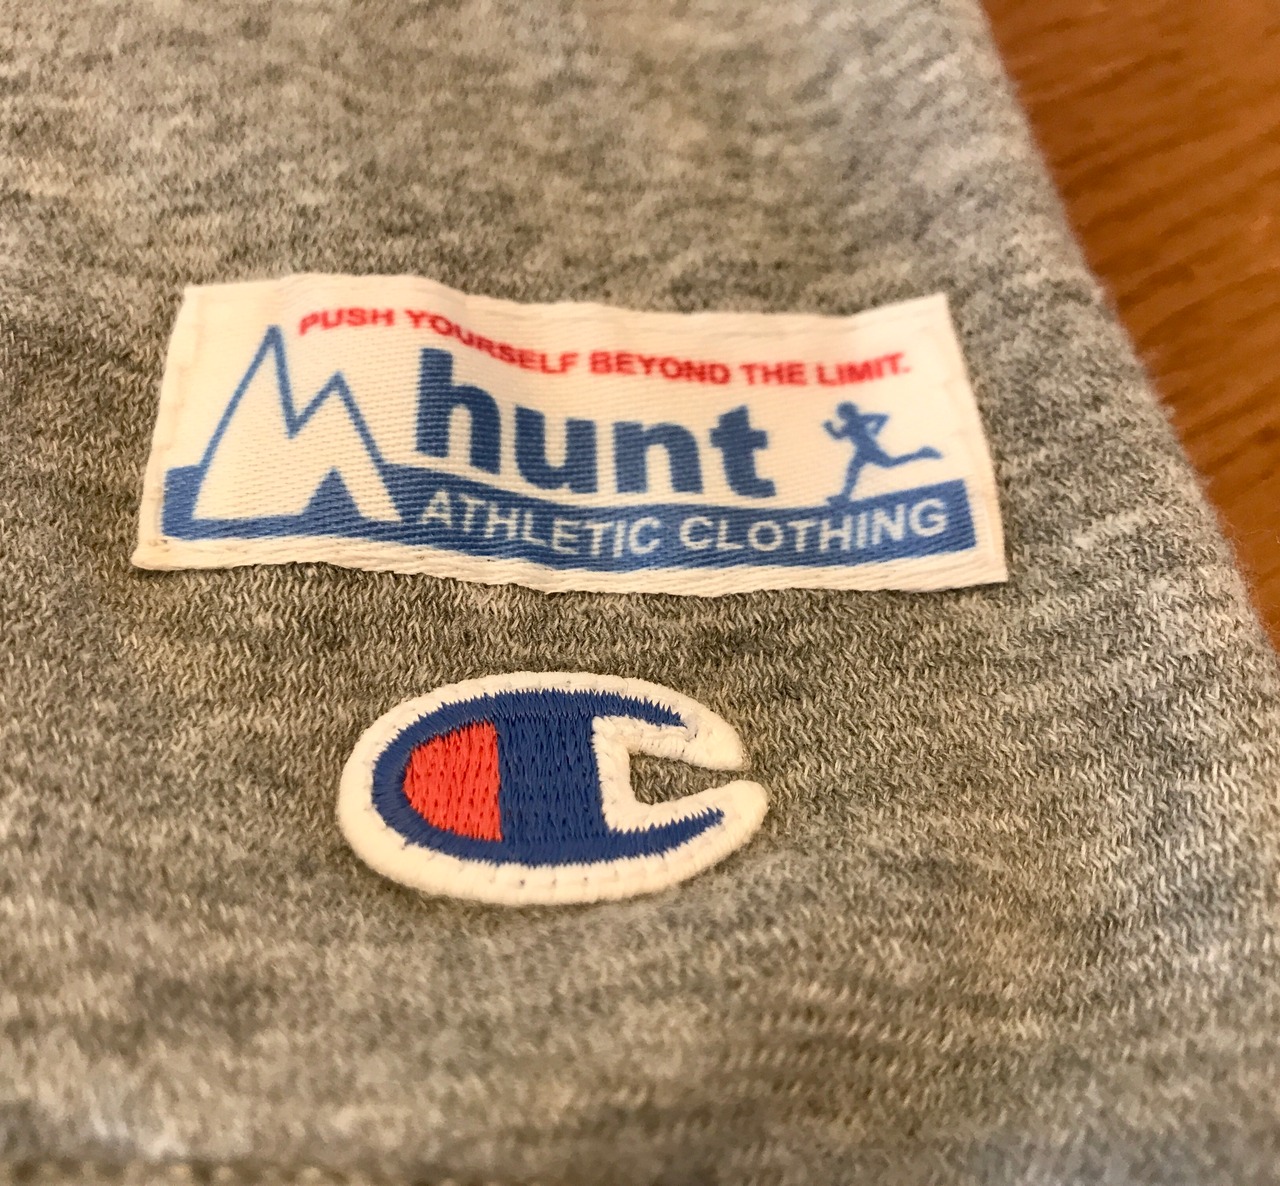 PUSH YOURSELF BEYOND THE LIMIT.
hunt
ATHLETIC CLOTHING